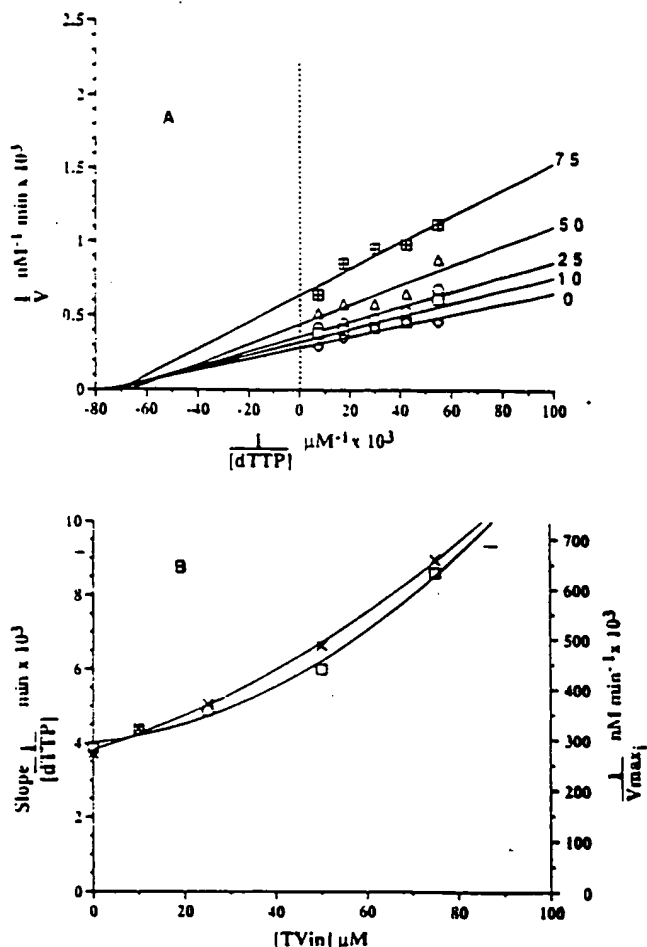 2.5
2
1.5
1
0.5
0
A
1/V nM⁻¹ min x 10³
75
50
25
10
0
-80 -60 -40 -20 0 20 40 60 80 100
1/[dTTP] µM⁻¹ x 10³
10
8
6
4
2
0
B
Slope 1/[dTTP] min x 10³
700
600
500
400
300
200
100
0
1/Vmaxᵢ nM min⁻¹ x 10³
0 20 40 60 80 100
[TVin] µM